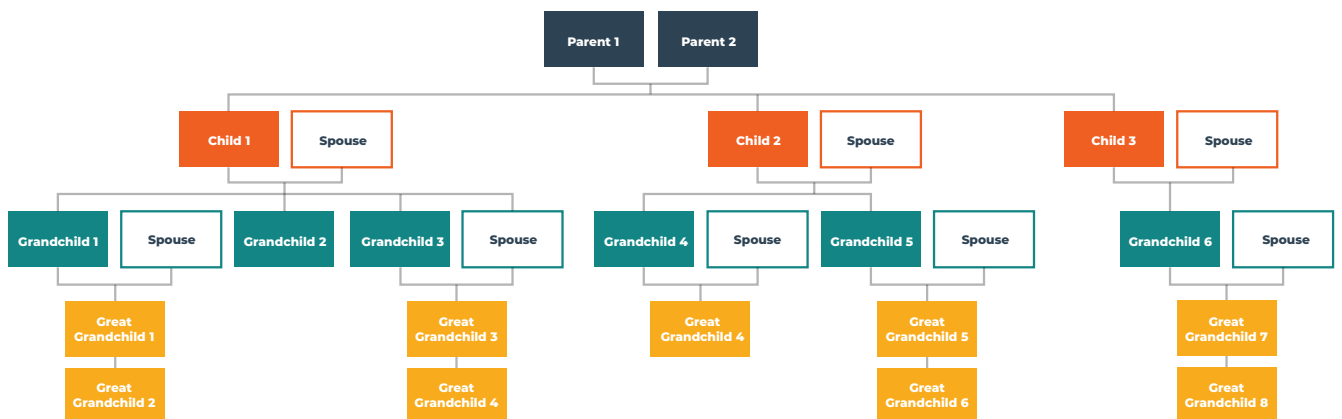 Parent 1
Parent 2
Child 1
Spouse
Child 2
Spouse
Child 3
Spouse
Grandchild 1
Spouse
Grandchild 2
Grandchild 3
Spouse
Grandchild 4
Spouse
Grandchild 5
Spouse
Grandchild 6
Spouse
Great
Grandchild 1
Great
Grandchild 3
Great
Grandchild 4
Great
Grandchild 5
Great
Grandchild 7
Great
Grandchild 2
Great
Grandchild 4
Great
Grandchild 6
Great
Grandchild 8